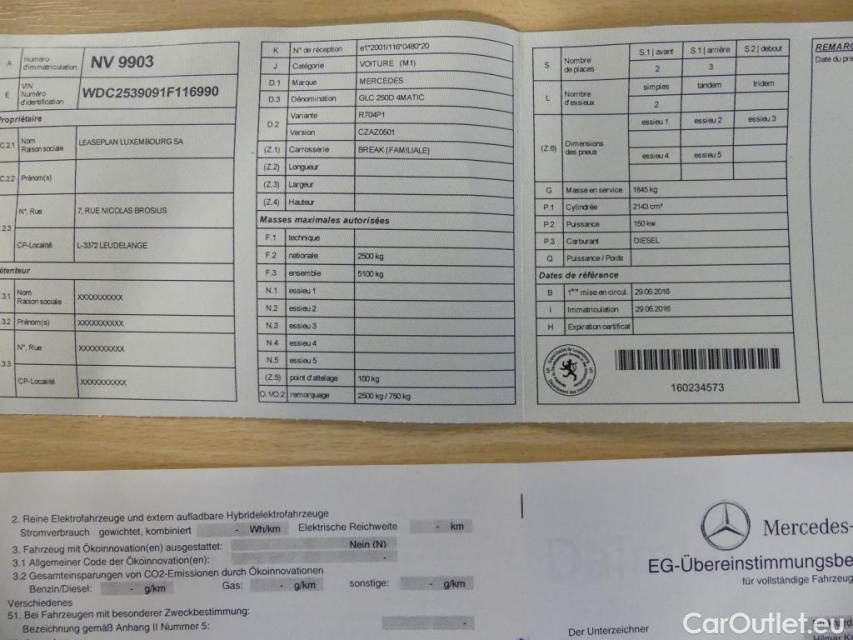 A Numéro d'immatriculation NV 9903
E VIN Numéro d'identification WDC2539091F116990
Propriétaire
C.2.1 Nom Raison sociale LEASEPLAN LUXEMBOURG SA
C.2.2 Prénom(s)
2.3 N°, Rue 7, RUE NICOLAS BROSIUS
CP-Localité L-3372 LEUDELANGE
étenteur
3.1 Nom Raison sociale XXXXXXXXXX
3.2 Prénom(s) XXXXXXXXXX
3.3 N°, Rue XXXXXXXXXX
CP-Localité XXXXXXXXXX
K N° de réception e1*2001/116*0480*20
J Catégorie VOITURE (M1)
D.1 Marque MERCEDES
D.3 Dénomination GLC 250D 4MATIC
D.2 Variante R704P1
Version CZAZ0501
(Z.1) Carrosserie BREAK (FAMILIALE)
(Z.2) Longueur
(Z.3) Largeur
(Z.4) Hauteur
Masses maximales autorisées
F.1 technique
F.2 nationale 2500 kg
F.3 ensemble 5100 kg
N.1 essieu 1
N.2 essieu 2
N.3 essieu 3
N.4 essieu 4
N.5 essieu 5
(Z.5) point d'attelage 100 kg
O.1/O.2 remorquage 2500 kg / 750 kg
S Nombre de places S.1 | avant S.1 | arrière S.2 | debout
2 3
L Nombre d'essieux simples tandem tridem
2
(Z.6) Dimensions des pneus essieu 1 essieu 2 essieu 3
essieu 4 essieu 5
G Masse en service 1845 kg
P.1 Cylindrée 2143 cm³
P.2 Puissance 150 kw
P.3 Carburant DIESEL
Q Puissance / Poids
Dates de référence
B 1ère mise en circul. 29.06.2016
I Immatriculation 29.06.2016
H Expiration certificat
160234573
REMARQ
Date du pre
2. Reine Elektrofahrzeuge und extern aufladbare Hybridelektrofahrzeuge
Stromverbrauch gewichtet, kombiniert - Wh/km Elektrische Reichweite - km
3. Fahrzeug mit Ökoinnovation(en) ausgestattet: Nein (N)
3.1 Allgemeiner Code der Ökoinnovation(en): -
3.2 Gesamteinsparungen von CO2-Emissionen durch Ökoinnovationen
Benzin/Diesel: - g/km Gas: - g/km sonstige: - g/km
Verschiedenes
51. Bei Fahrzeugen mit besonderer Zweckbestimmung:
Bezeichnung gemäß Anhang II Nummer 5: -
Mercedes-
EG-Übereinstimmungsbe
für vollständige Fahrzeug
Der Unterzeichner
CarOutlet.eu